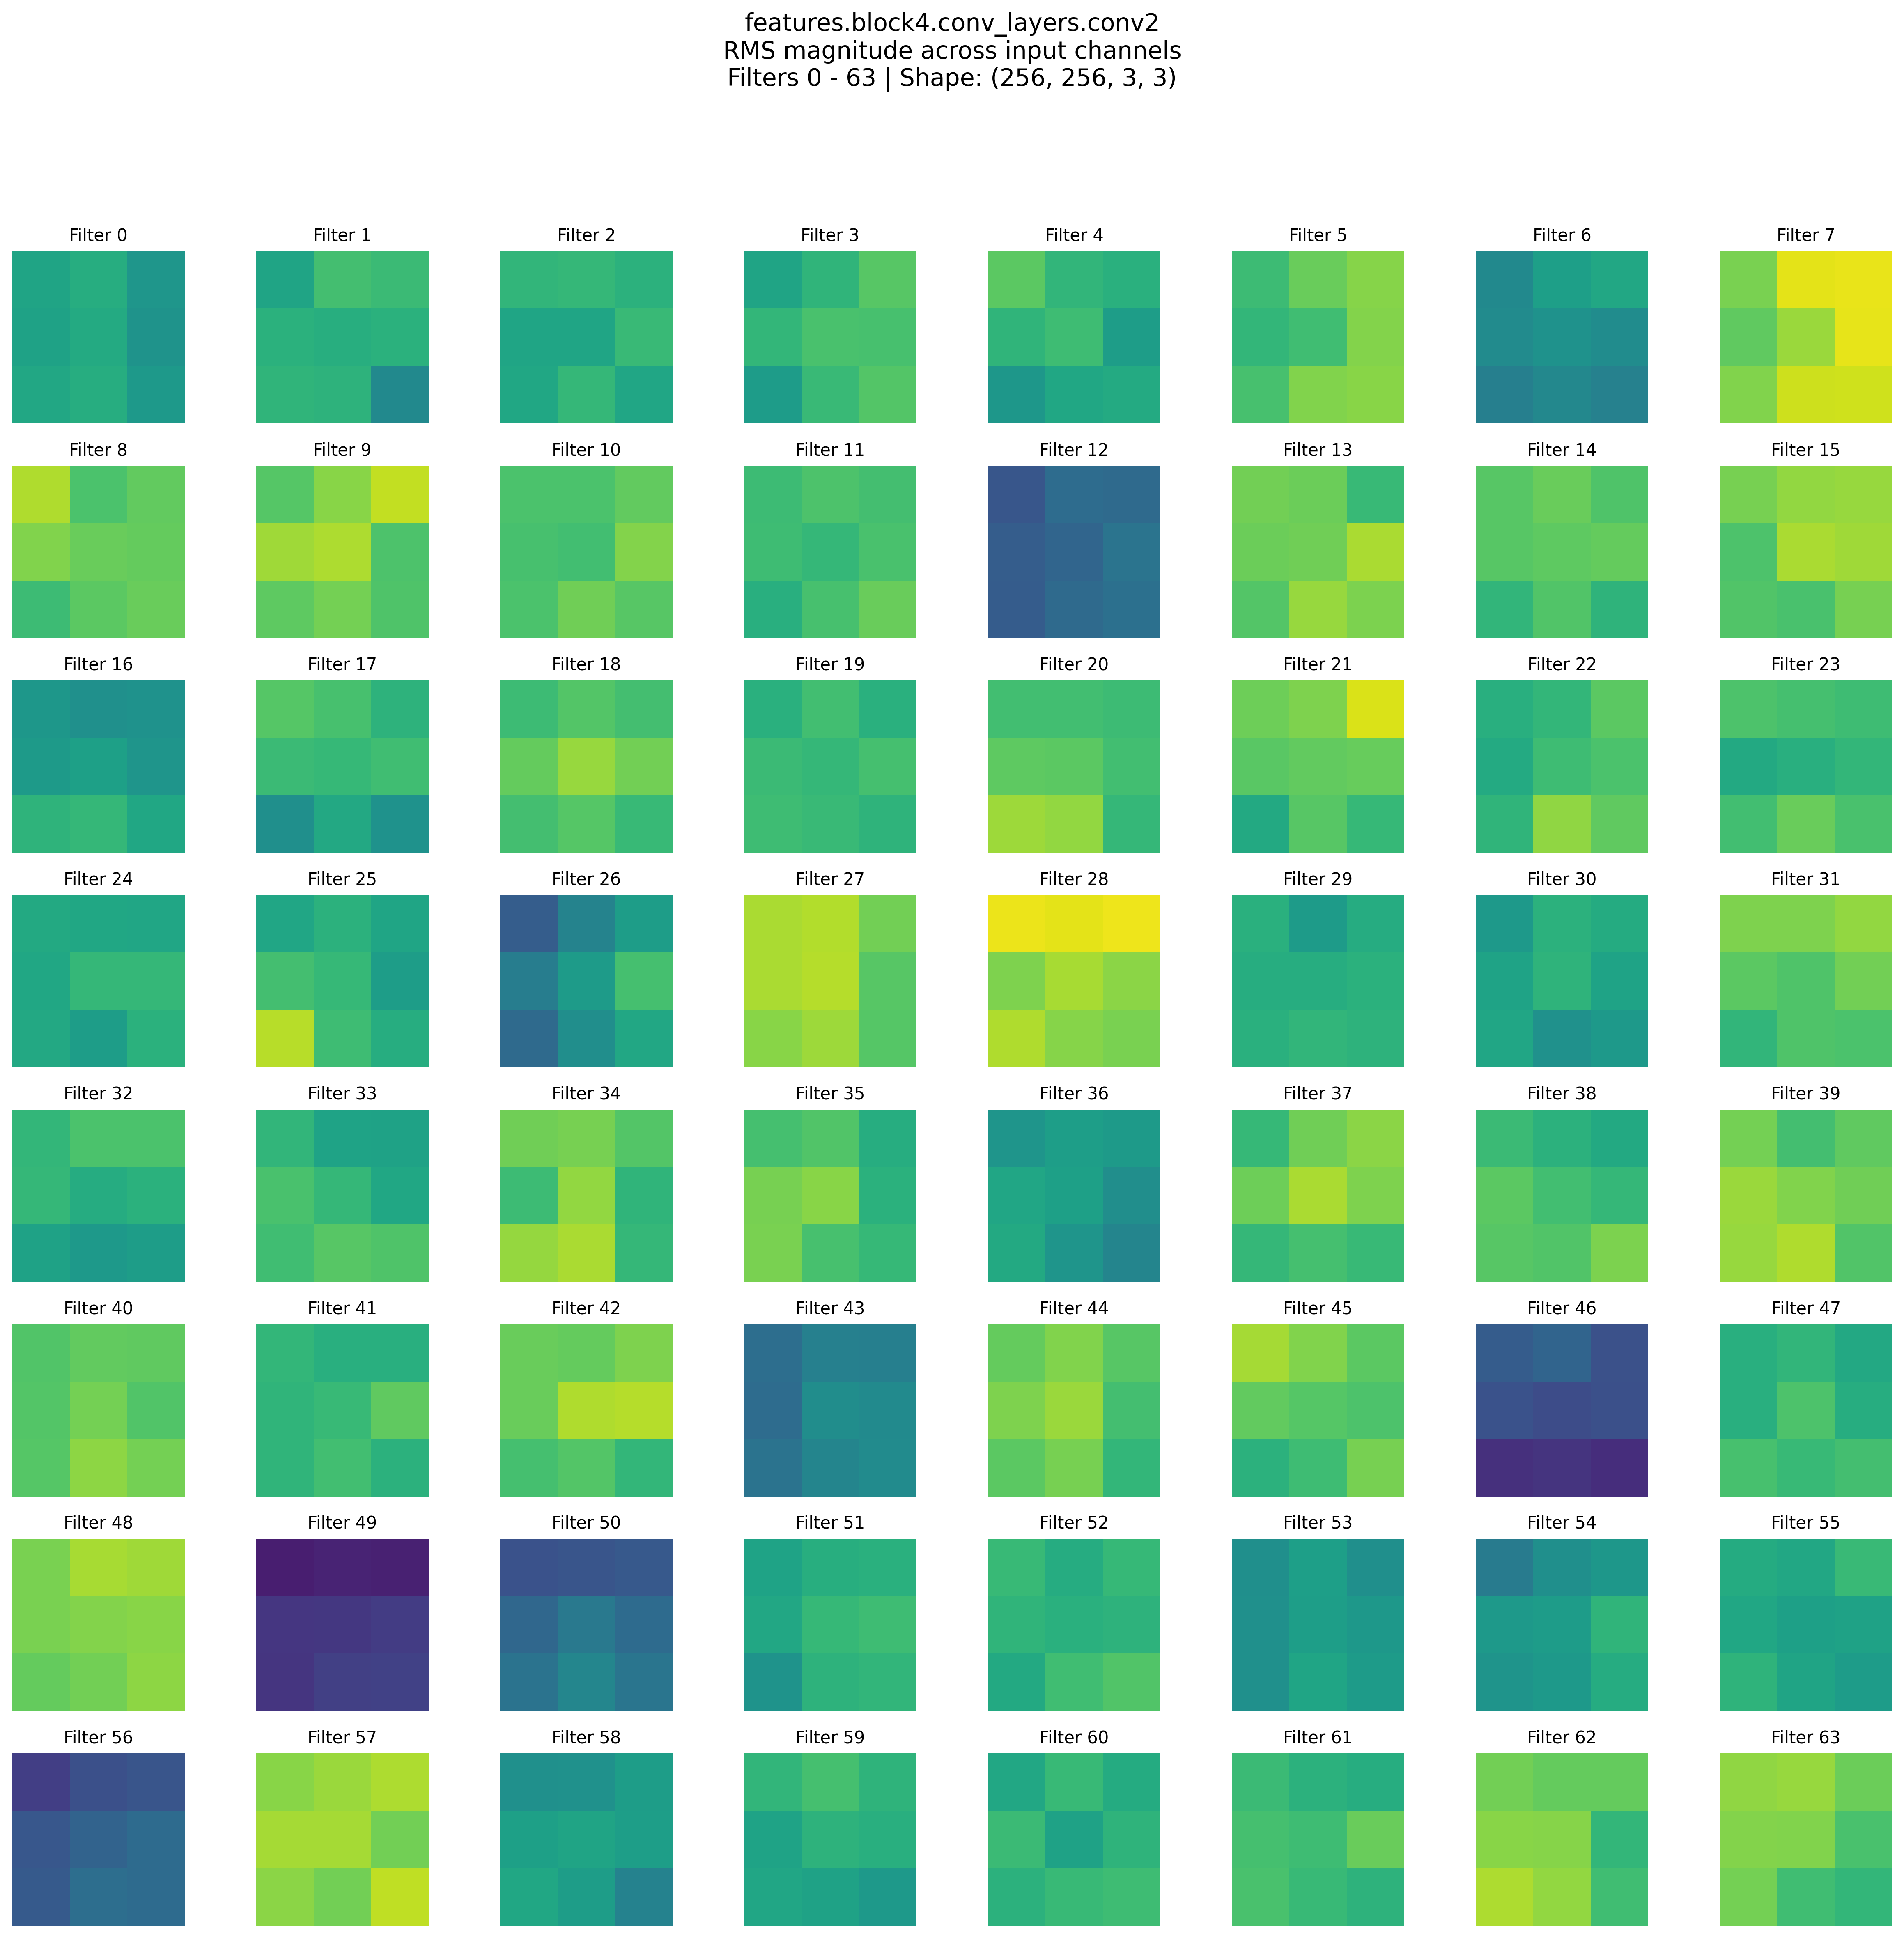 features.block4.conv_layers.conv2
RMS magnitude across input channels
Filters 0 - 63 | Shape: (256, 256, 3, 3)
Filter 0 Filter 1 Filter 2 Filter 3 Filter 4 Filter 5 Filter 6 Filter 7
Filter 8 Filter 9 Filter 10 Filter 11 Filter 12 Filter 13 Filter 14 Filter 15
Filter 16 Filter 17 Filter 18 Filter 19 Filter 20 Filter 21 Filter 22 Filter 23
Filter 24 Filter 25 Filter 26 Filter 27 Filter 28 Filter 29 Filter 30 Filter 31
Filter 32 Filter 33 Filter 34 Filter 35 Filter 36 Filter 37 Filter 38 Filter 39
Filter 40 Filter 41 Filter 42 Filter 43 Filter 44 Filter 45 Filter 46 Filter 47
Filter 48 Filter 49 Filter 50 Filter 51 Filter 52 Filter 53 Filter 54 Filter 55
Filter 56 Filter 57 Filter 58 Filter 59 Filter 60 Filter 61 Filter 62 Filter 63